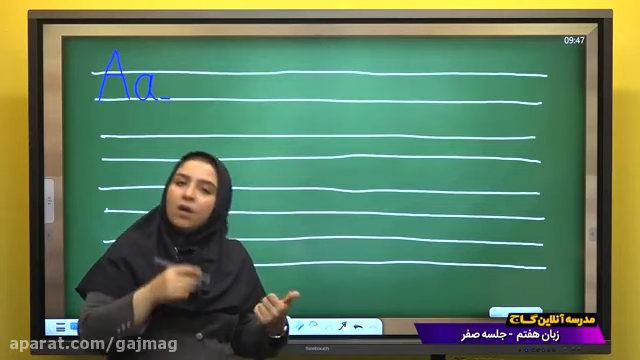 09:47
Aa
مدرسه آنلاین گاج
زبان هفتم - جلسه صفر
aparat.com/gajmag